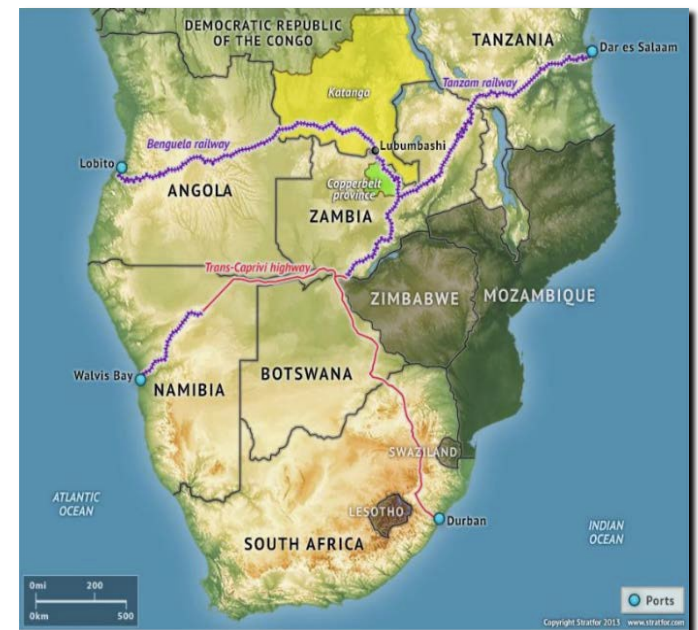 DEMOCRATIC REPUBLIC
OF THE CONGO
TANZANIA
Dar es Salaam
Katanga
Tanzam railway
Benguela railway
Lubumbashi
Lobito
ANGOLA
Copperbelt
province
ZAMBIA
Trans-Caprivi highway
ZIMBABWE
MOZAMBIQUE
Walvis Bay
NAMIBIA
BOTSWANA
SWAZILAND
ATLANTIC
OCEAN
LESOTHO
Durban
INDIAN
OCEAN
SOUTH AFRICA
0mi 200
0km 500
Ports
Copyright Stratfor 2013 www.stratfor.com